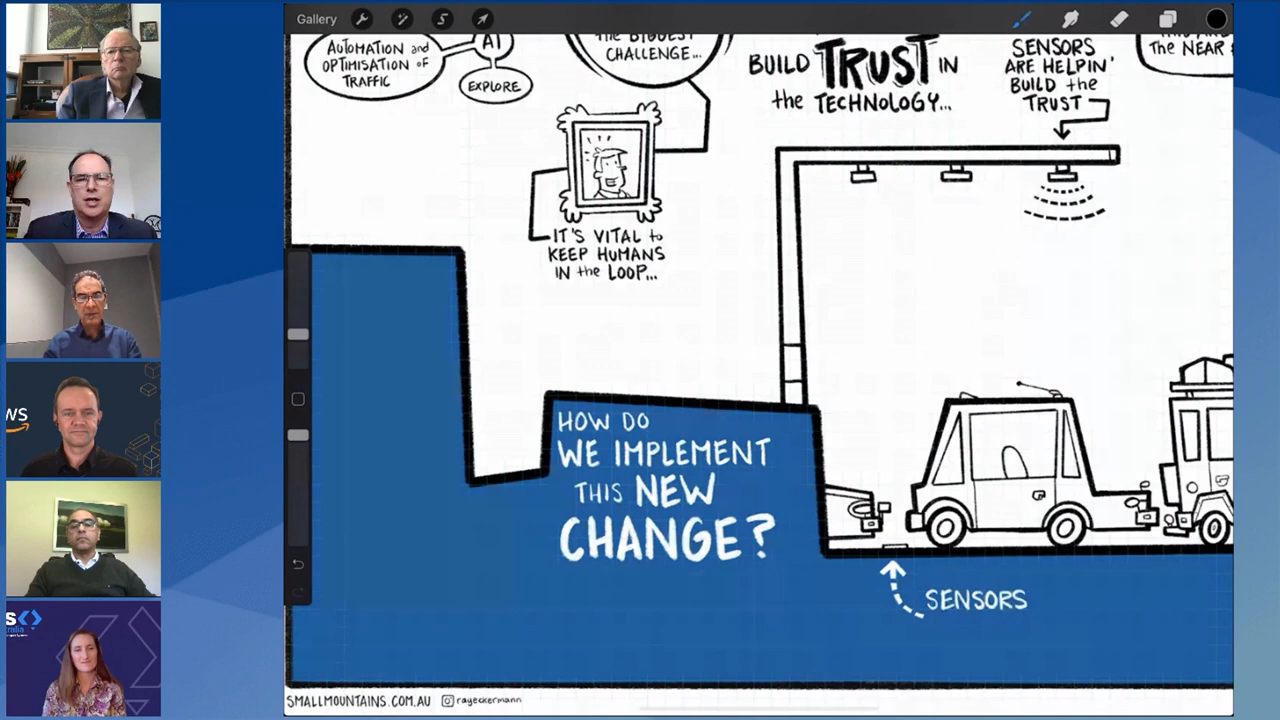 Gallery
AUTOMATION and
OPTIMISATION of
TRAFFIC
AI
EXPLORE
THE BIGGEST
CHALLENGE...
BUILD TRUST IN
the TECHNOLOGY...
SENSORS
ARE HELPIN'
BUILD the
TRUST
the NEAR
IT'S VITAL to
KEEP HUMANS
IN the LOOP...
HOW DO
WE IMPLEMENT
THIS NEW
CHANGE?
SENSORS
SMALLMOUNTAINS.COM.AU
rayeckermann